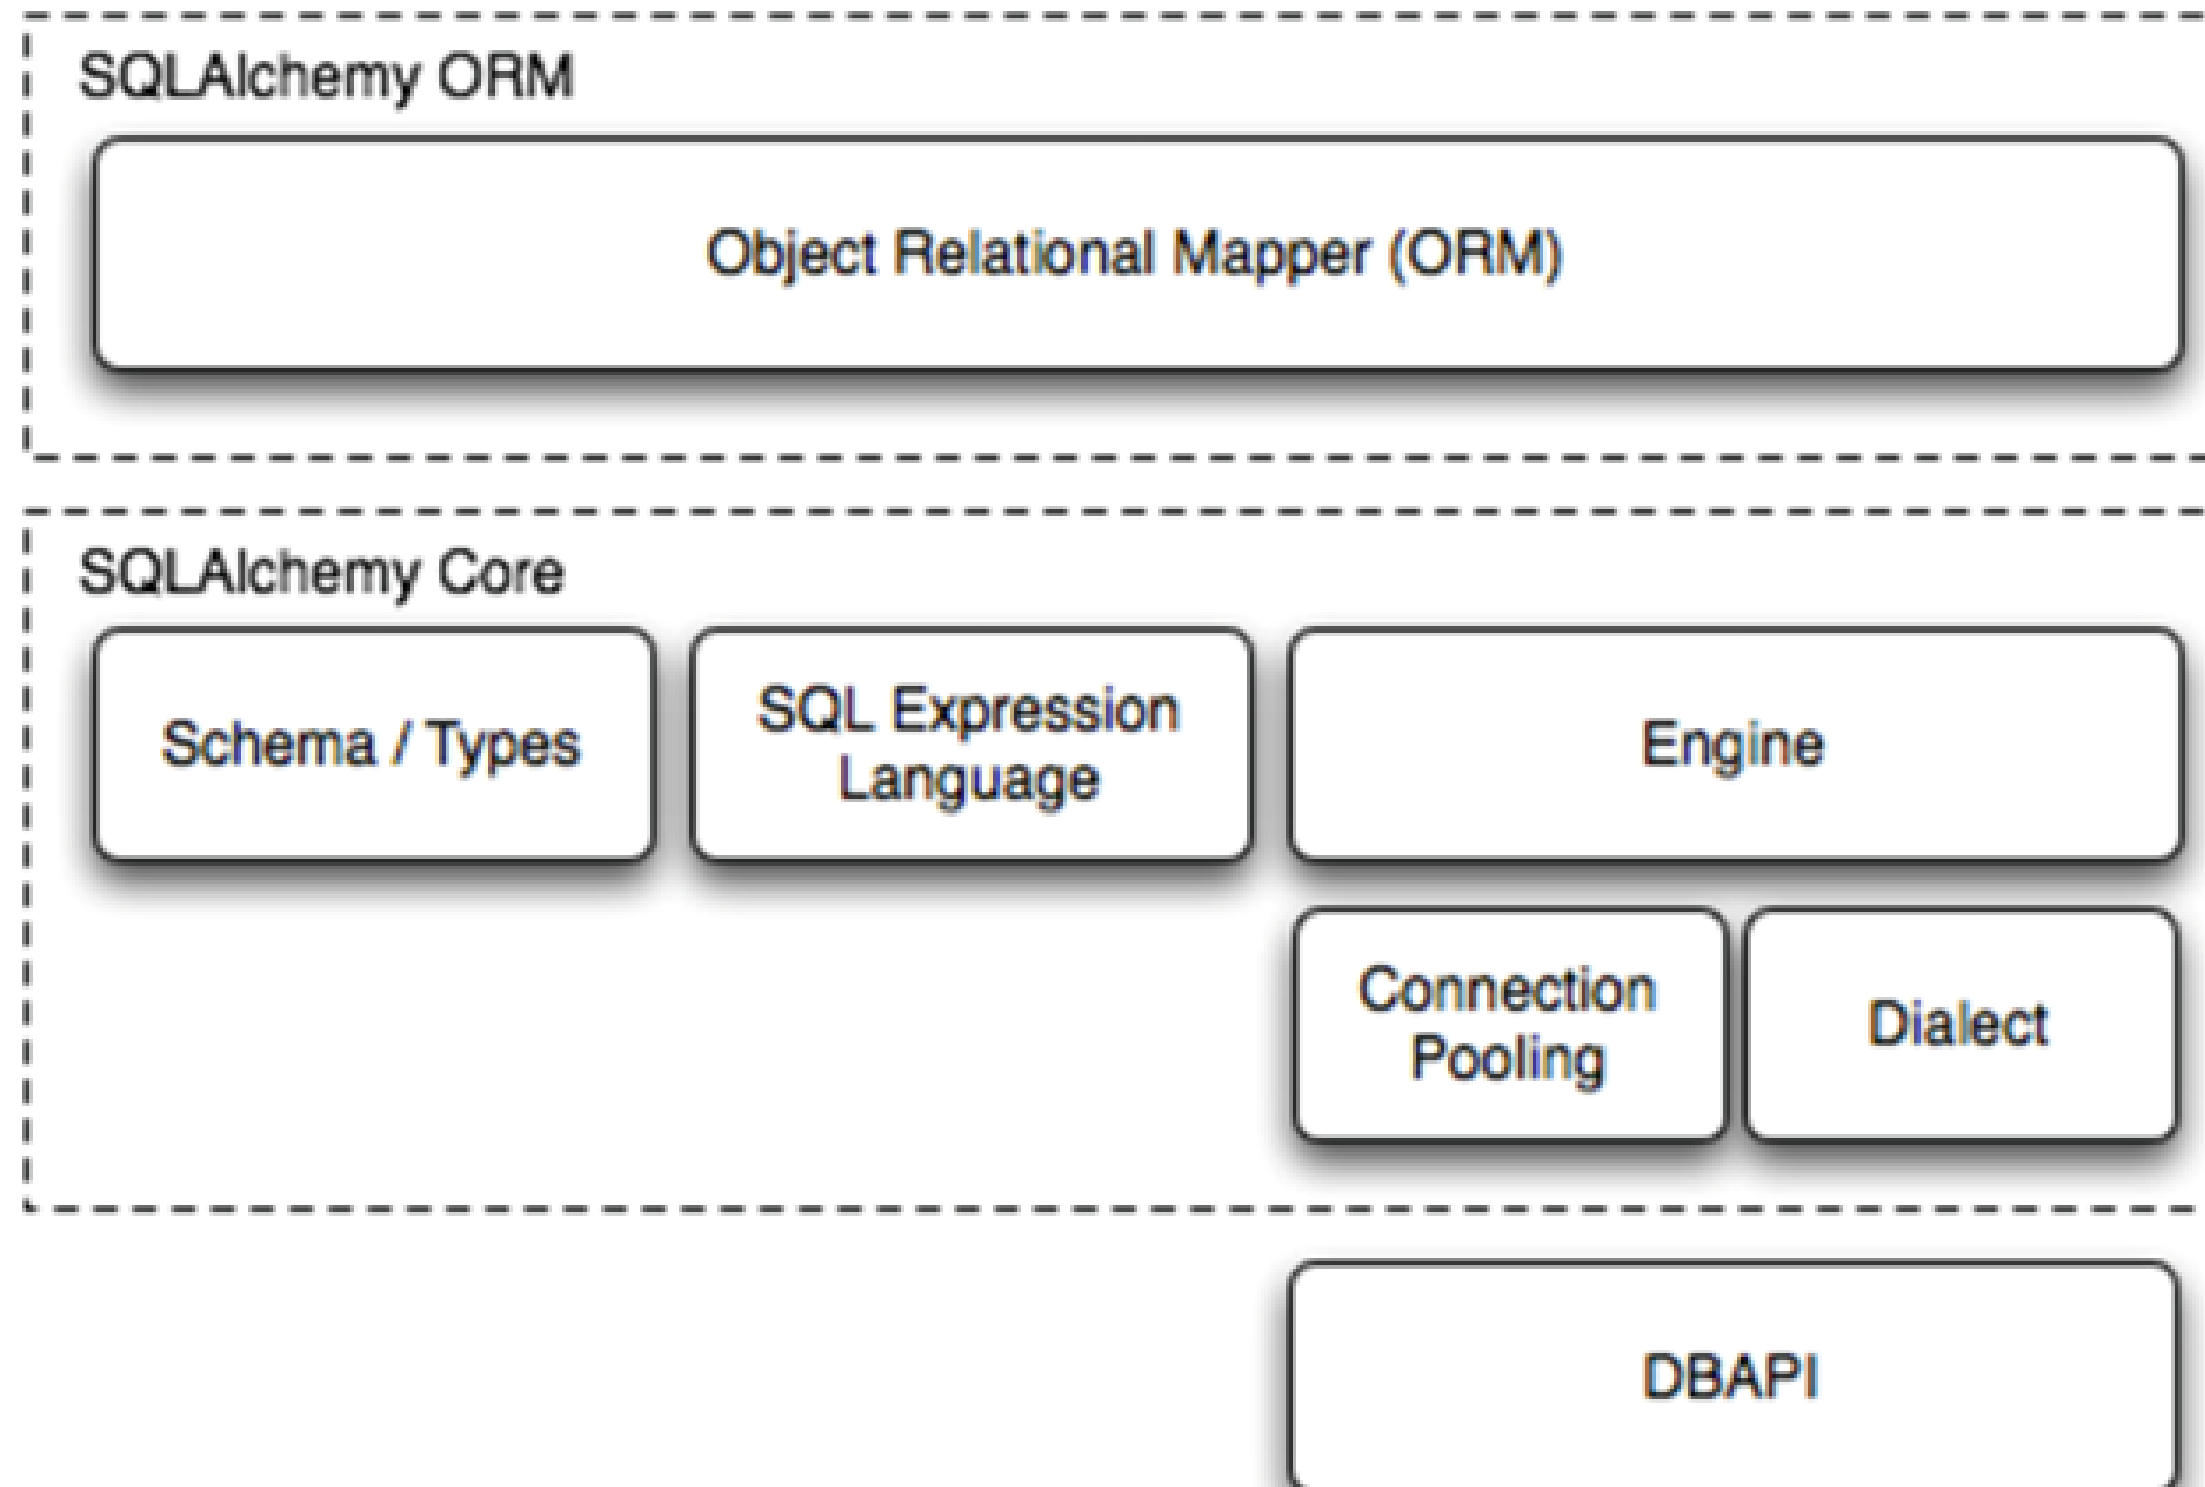 SQLAlchemy ORM
Object Relational Mapper (ORM)
SQLAlchemy Core
Schema / Types
SQL Expression
Language
Engine
Connection
Pooling
Dialect
DBAPI